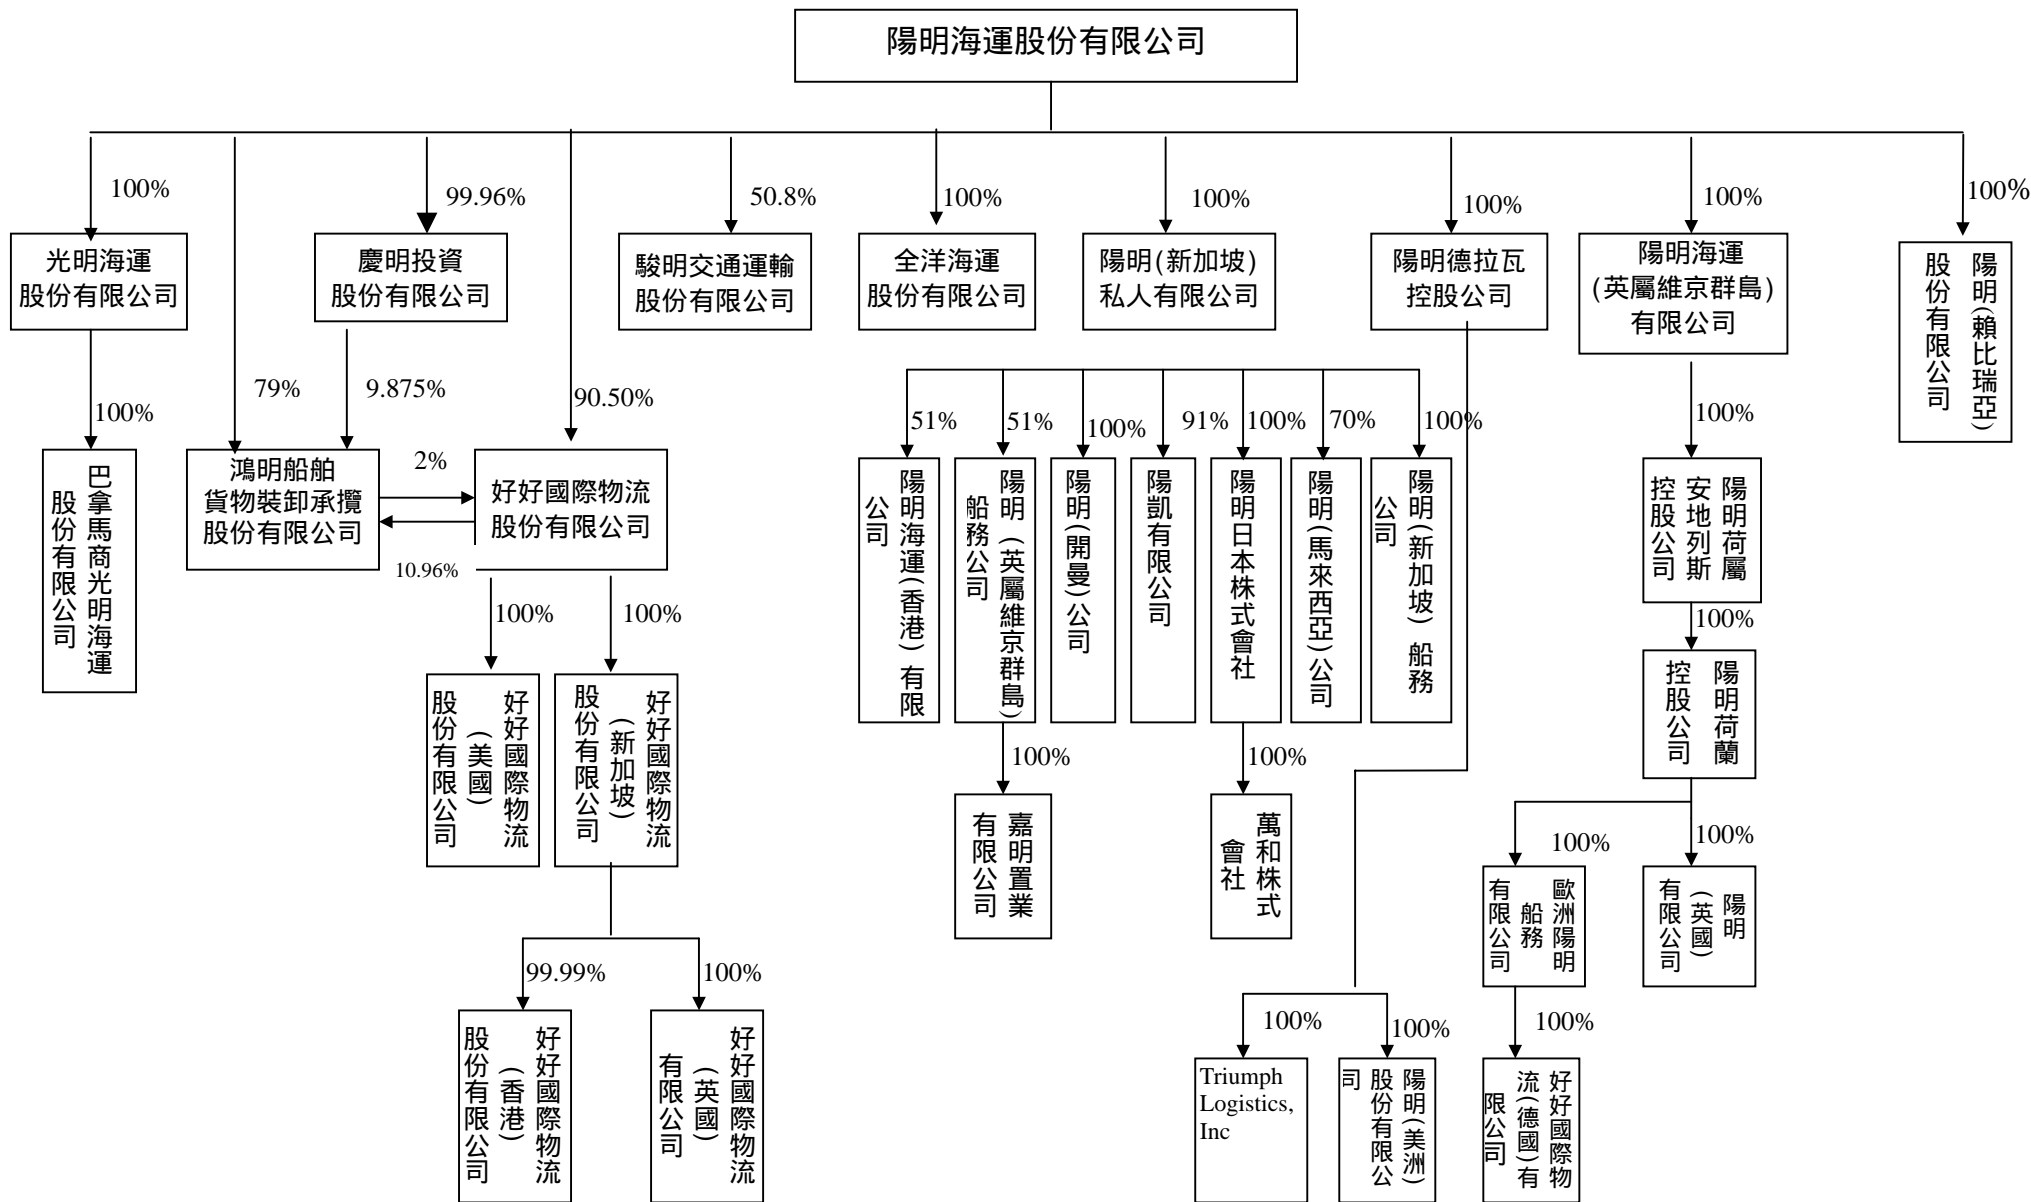 陽明海運股份有限公司
100%
99.96%
50.8%
100%
100%
100%
100%
100%
光明海運
股份有限公司
慶明投資
股份有限公司
駿明交通運輸
股份有限公司
全洋海運
股份有限公司
陽明(新加坡)
私人有限公司
陽明德拉瓦
控股公司
陽明海運
(英屬維京群島)
有限公司
陽明(賴比瑞亞)
股份有限公司
100%
79%
9.875%
90.50%
51%
51%
100%
91%
100%
70%
100%
100%
巴拿馬商光明海運
股份有限公司
鴻明船舶
貨物裝卸承攬
股份有限公司
2%
10.96%
好好國際物流
股份有限公司
陽明海運(香港)有限
公司
陽明(英屬維京群島)
船務公司
陽明(開曼)公司
陽凱有限公司
陽明日本株式會社
陽明(馬來西亞)公司
陽明(新加坡)船務
公司
陽明荷屬
安地列斯
控股公司
100%
100%
100%
好好國際物流
(美國)
股份有限公司
好好國際物流
(新加坡)
股份有限公司
陽明荷蘭
控股公司
100%
100%
嘉明置業
有限公司
萬和株式
會社
100%
100%
歐洲陽明
船務
有限公司
陽明
(英國)
有限公司
99.99%
100%
100%
100%
100%
好好國際物流
(香港)
股份有限公司
好好國際物流
(英國)
有限公司
Triumph
Logistics,
Inc
陽明(美洲)
股份有限公
司
好好國際物
流(德國)有
限公司